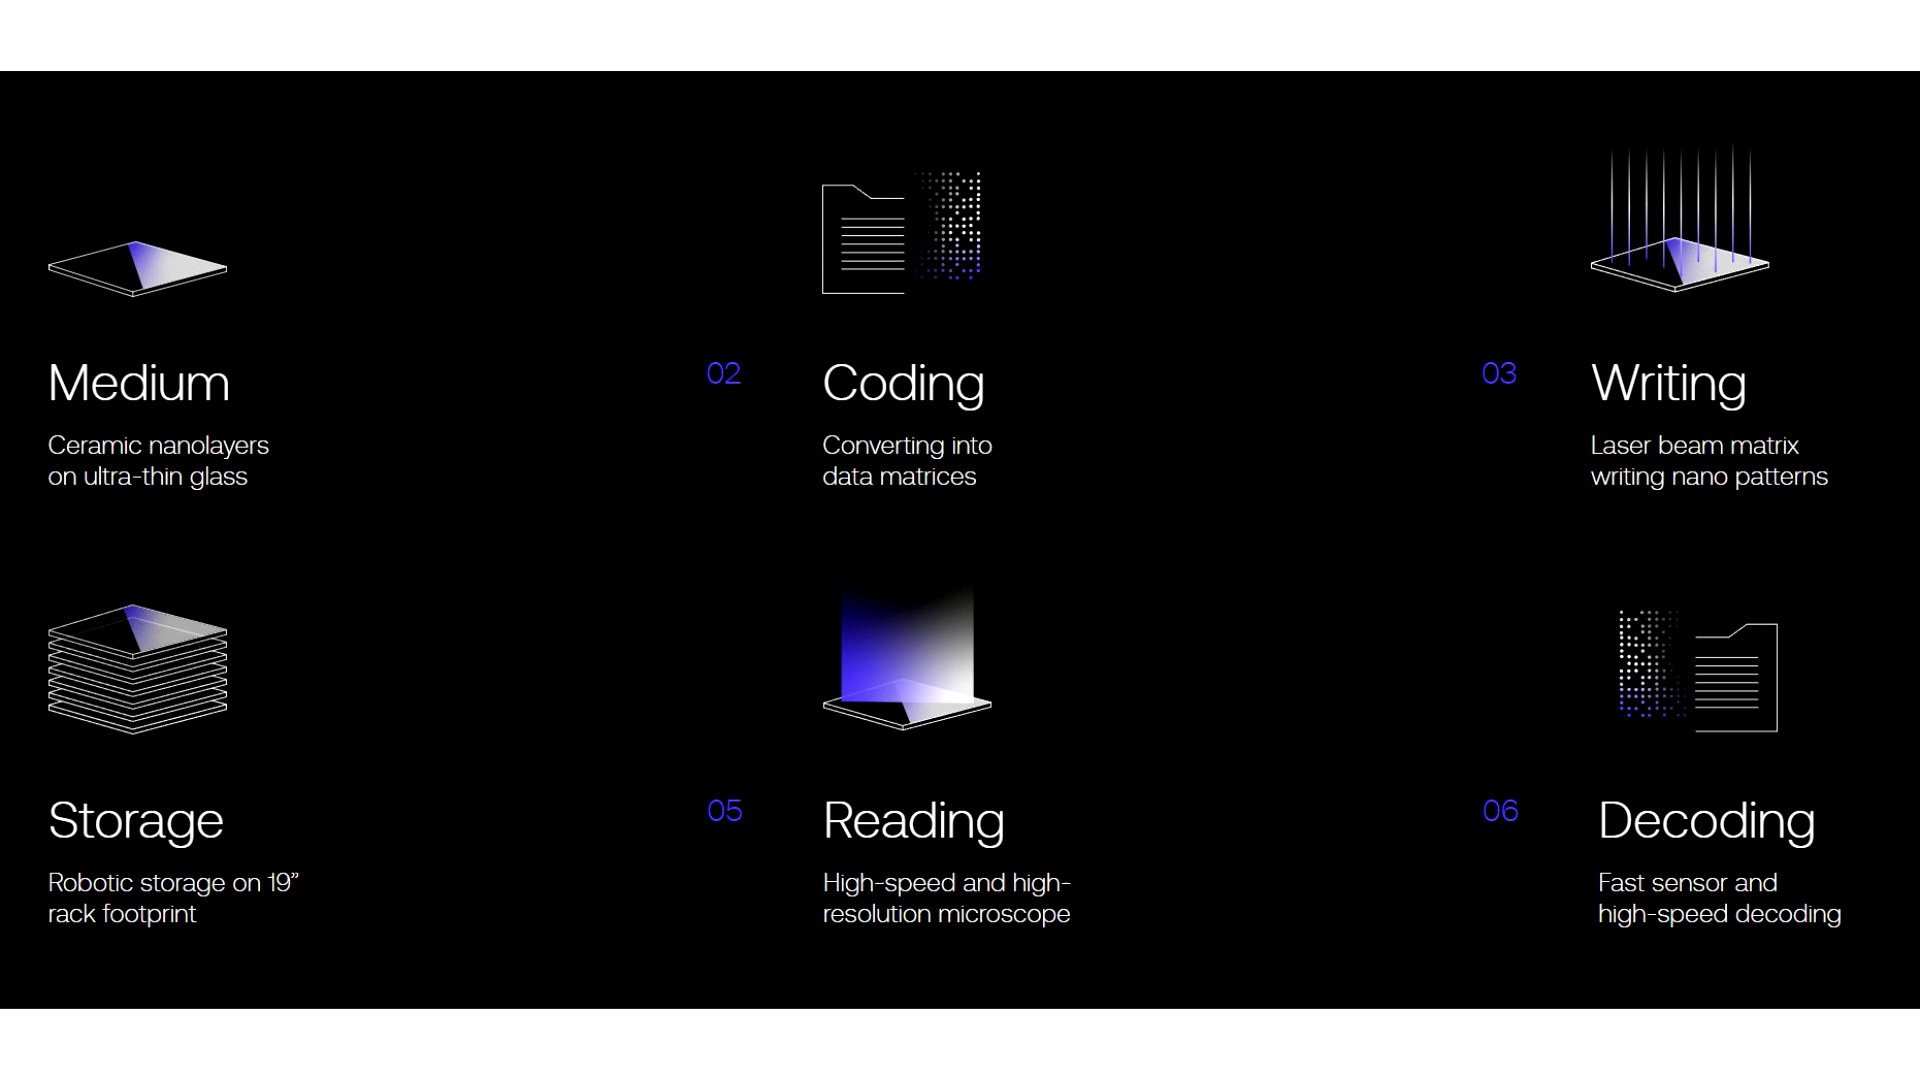 Medium
Ceramic nanolayers
on ultra-thin glass
02
Coding
Converting into
data matrices
03
Writing
Laser beam matrix
writing nano patterns
Storage
Robotic storage on 19”
rack footprint
05
Reading
High-speed and high-
resolution microscope
06
Decoding
Fast sensor and
high-speed decoding